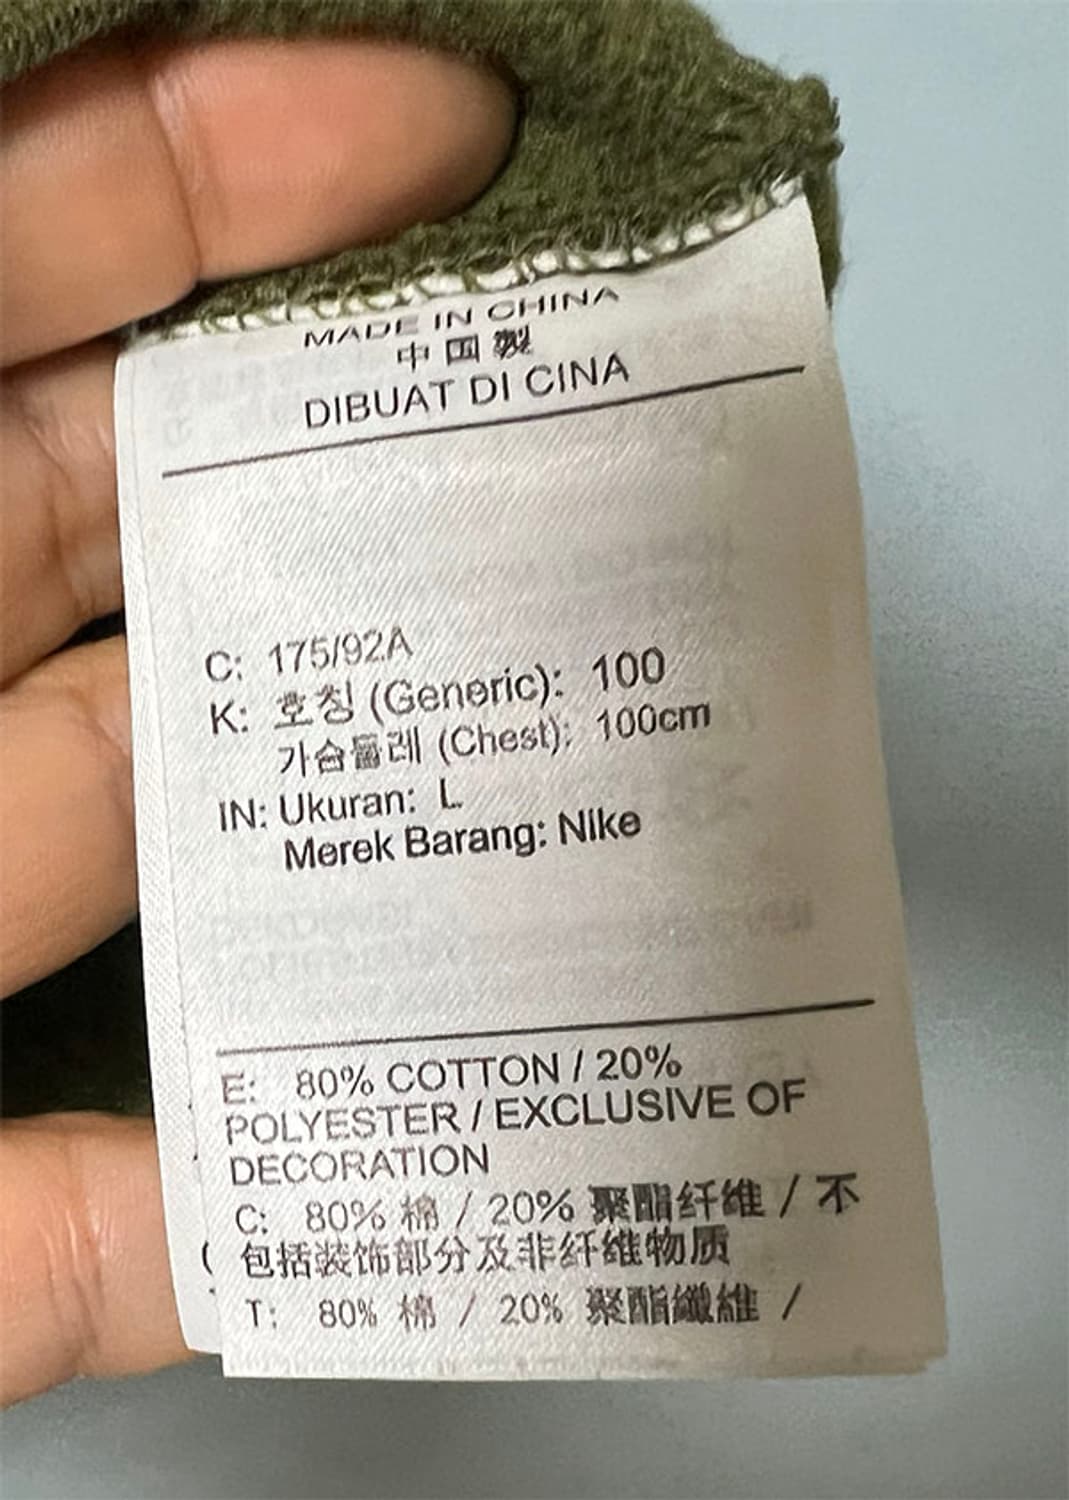 MADE IN CHINA
中国製
DIBUAT DI CINA
C: 175/92A
K: 호칭 (Generic): 100
가슴둘레 (Chest): 100cm
IN: Ukuran: L
Merek Barang: Nike
E: 80% COTTON / 20%
POLYESTER / EXCLUSIVE OF
DECORATION
C: 80% 棉 / 20% 聚酯纤维 / 不
包括装饰部分及非纤维物质
T: 80% 棉 / 20% 聚酯纖維 /